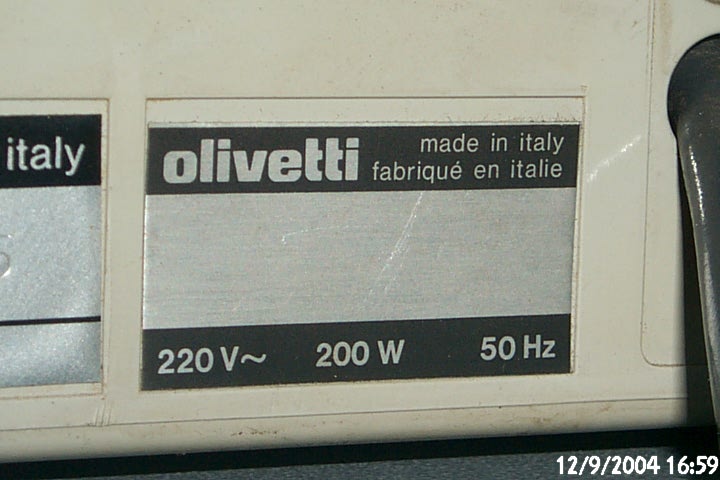 italy
olivetti
made in italy
fabriqué en italie
220 V~ 200 W 50 Hz
12/9/2004 16:59